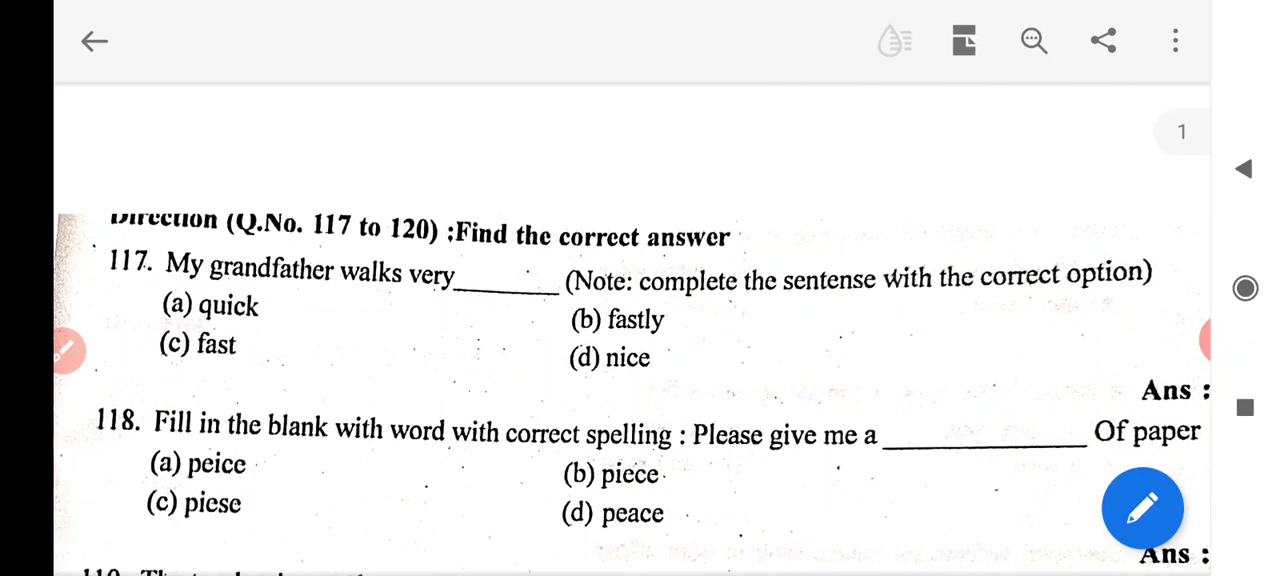 1
Direction (Q.No. 117 to 120) ;Find the correct answer
117. My grandfather walks very________ (Note: complete the sentence with the correct option)
(a) quick (b) fastly
(c) fast (d) nice
Ans :
118. Fill in the blank with word with correct spelling : Please give me a ______________ Of paper
(a) peice (b) piece
(c) piese (d) peace
Ans :